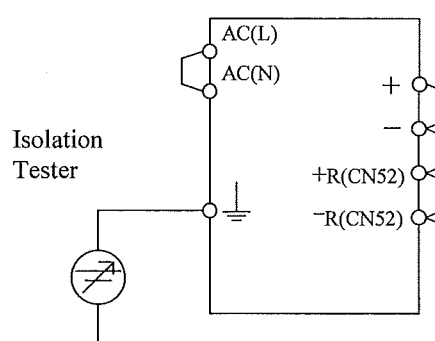 AC(L)
AC(N)
Isolation
Tester
+
−
+R(CN52)
−R(CN52)